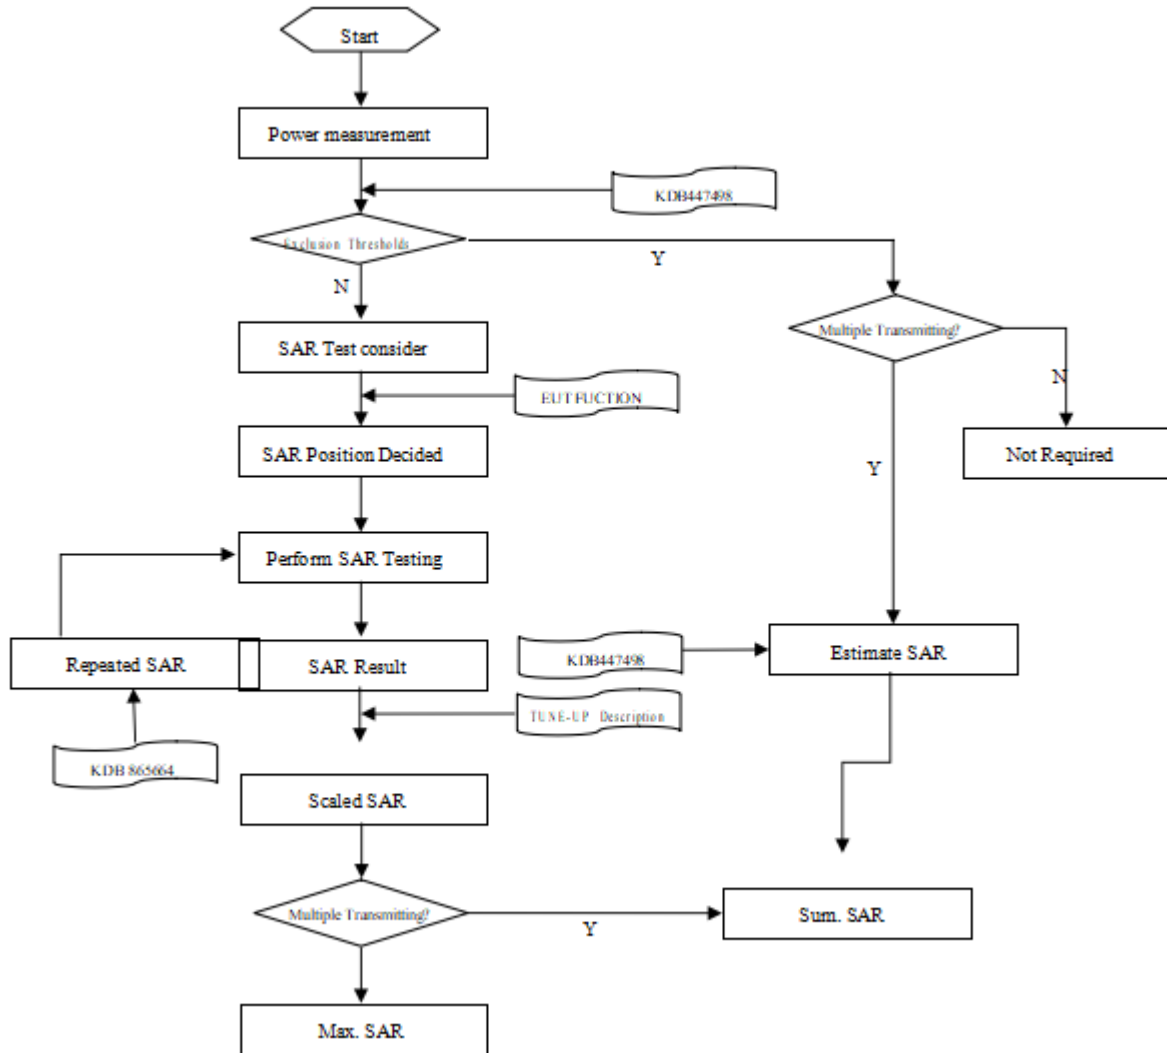 Start
Power measurement
KDB447498
Exclusion Thresholds
Y
N
Multiple Transmitting?
SAR Test consider
N
EUT FUCTION
SAR Position Decided
Not Required
Y
Perform SAR Testing
Repeated SAR
SAR Result
KDB447498
Estimate SAR
TUNE-UP Description
KDB 865664
Scaled SAR
Multiple Transmitting?
Y
Sum. SAR
Max. SAR